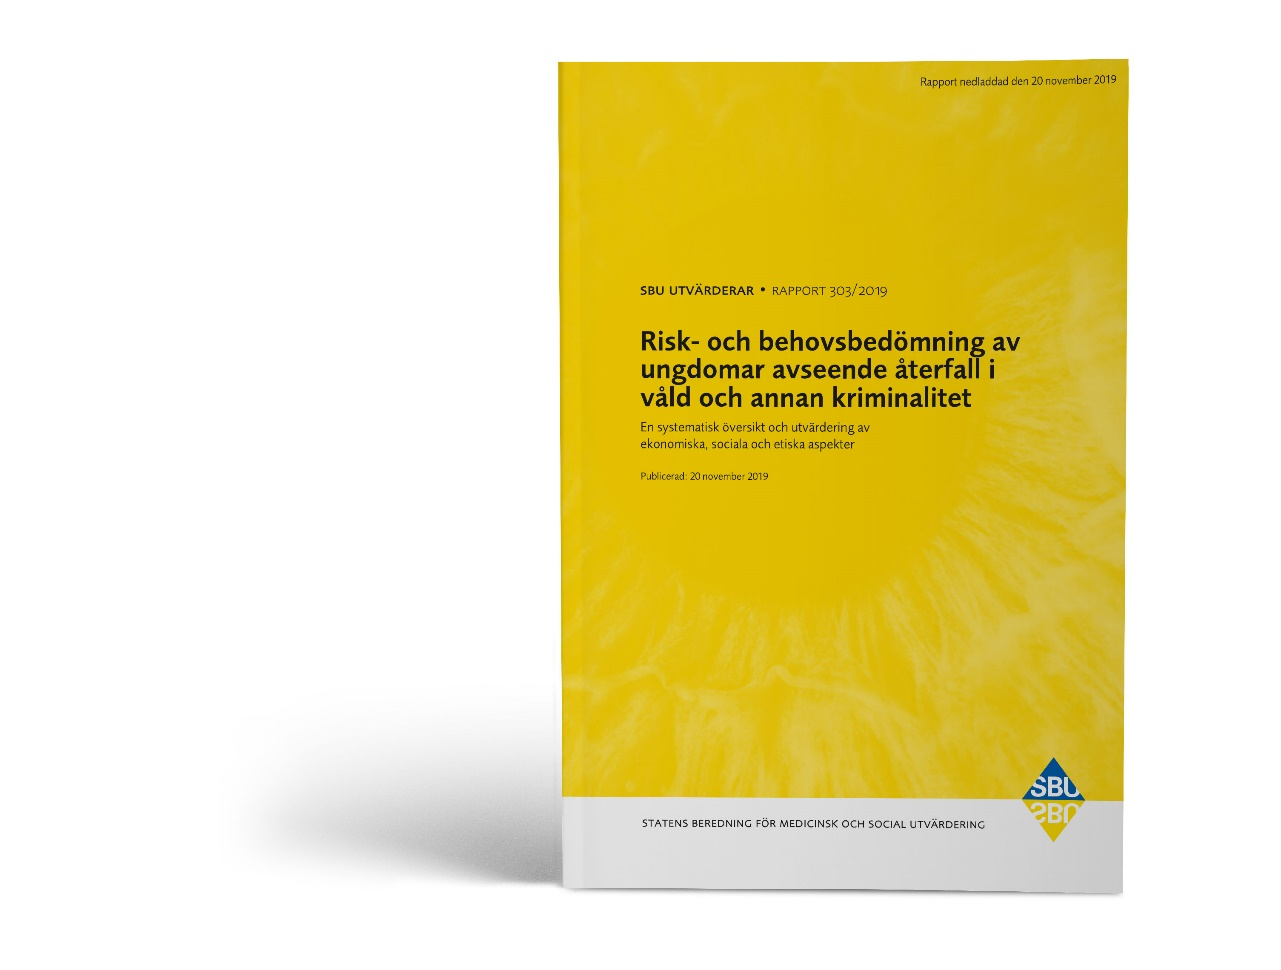 Rapport nedladdad den 20 november 2019
SBU UTVÄRDERAR • RAPPORT 303/2019
Risk- och behovsbedömning av
ungdomar avseende återfall i
våld och annan kriminalitet
En systematisk översikt och utvärdering av
ekonomiska, sociala och etiska aspekter
Publicerad: 20 november 2019
STATENS BEREDNING FÖR MEDICINSK OCH SOCIAL UTVÄRDERING
SBU
SBU